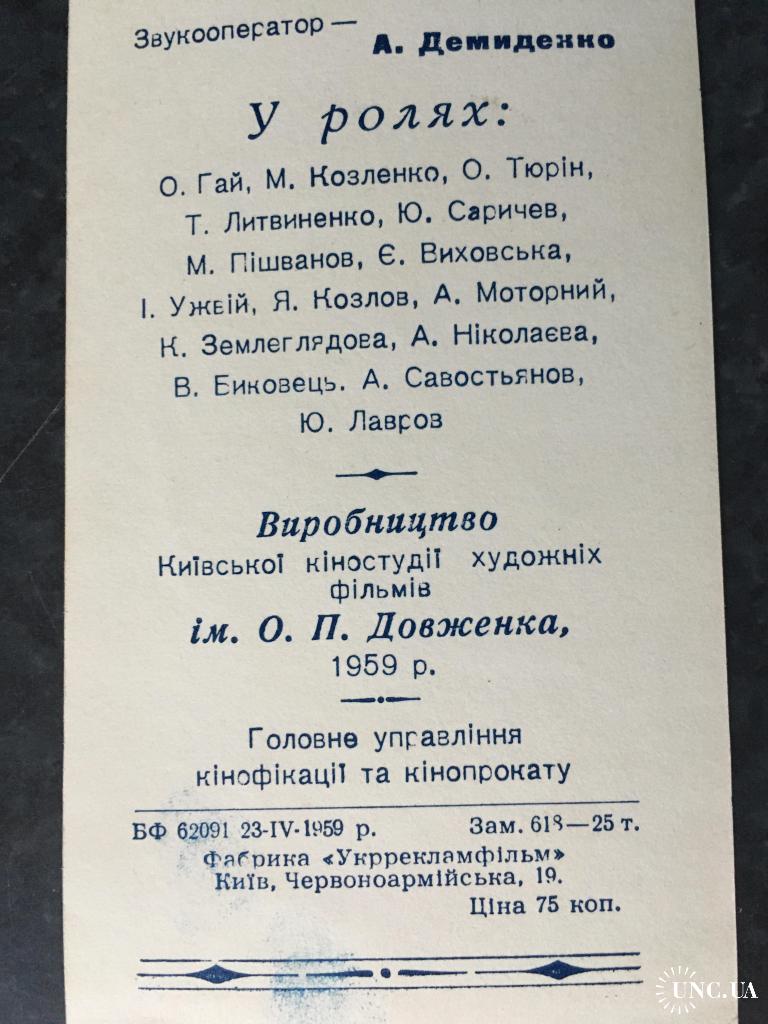 Звукооператор —
А. Демиденко
У ролях:
О. Гай, М. Козленко, О. Тюрін,
Т. Литвиненко, Ю. Саричев,
М. Пішванов, Є. Виховська,
І. Ужвій, Я. Козлов, А. Моторний,
К. Землеглядова, А. Ніколаєва,
В. Биковець. А. Савостьянов,
Ю. Лавров
Виробництво
Київської кіностудії художніх
фільмів
ім. О. П. Довженка,
1959 р.
Головне управління
кінофікації та кінопрокату
БФ 62091 23-IV-1959 р. Зам. 618—25 т.
Фабрика «Укррекламфільм»
Київ, Червоноармійська, 19.
Ціна 75 коп.
UNC.UA